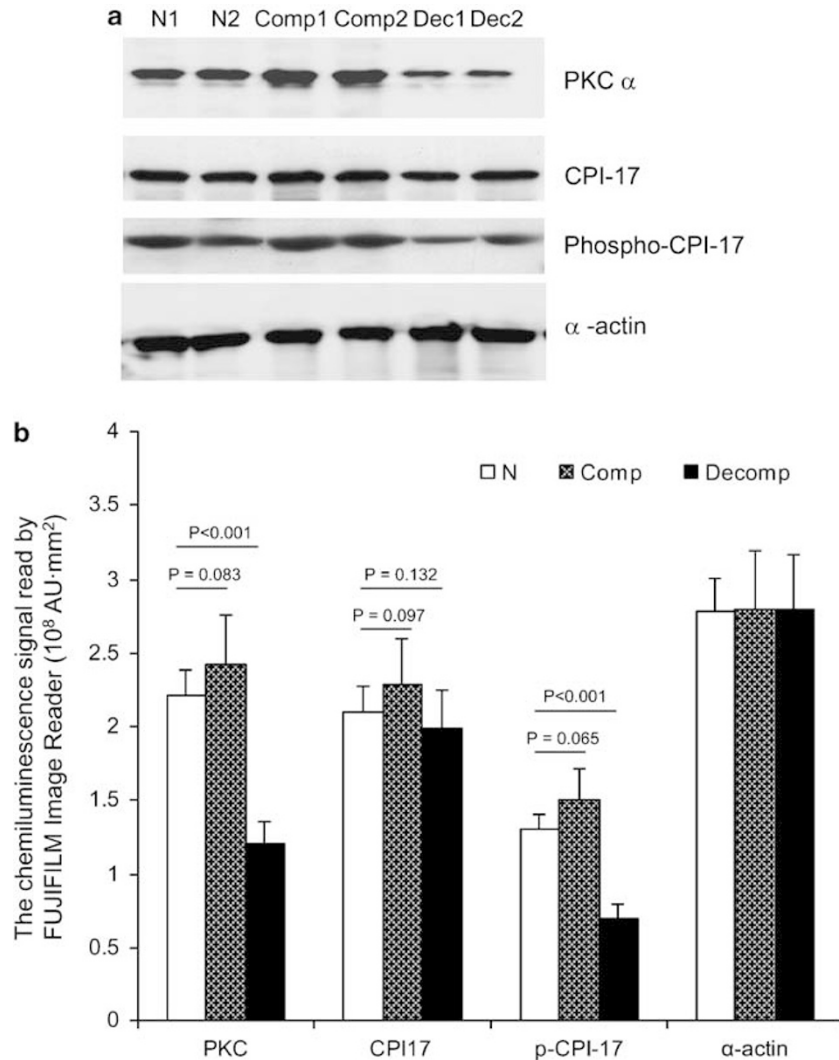 a
N1 N2 Comp1 Comp2 Dec1 Dec2
PKC α
CPI-17
Phospho-CPI-17
α -actin
b
The chemiluminescence signal read by
FUJIFILM Image Reader (10⁸ AU·mm²)
4
3.5
3
2.5
2
1.5
1
0.5
0
N Comp Decomp
P<0.001
P = 0.083
P = 0.132
P = 0.097
P<0.001
P = 0.065
PKC CPI17 p-CPI-17 α-actin